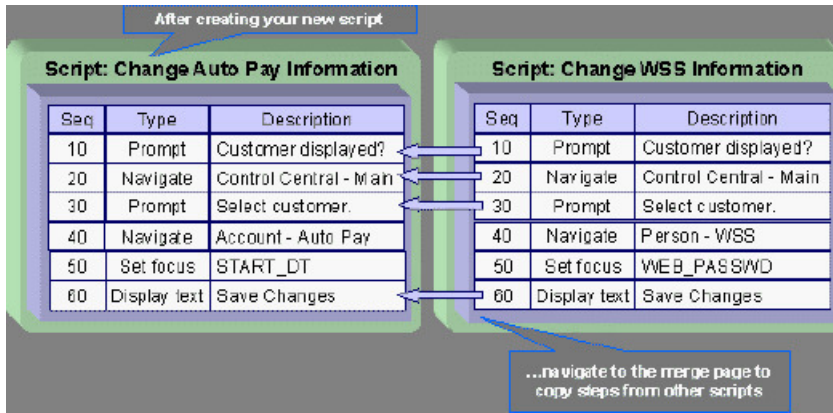 After creating your new script
Script: Change Auto Pay Information
Seq Type Description
10 Prompt Customer displayed?
20 Navigate Control Central - Main
30 Prompt Select customer.
40 Navigate Account - Auto Pay
50 Set focus START_DT
60 Display text Save Changes
Script: Change WSS Information
Seq Type Description
10 Prompt Customer displayed?
20 Navigate Control Central - Main
30 Prompt Select customer.
40 Navigate Person - WSS
50 Set focus WEB_PASSWD
60 Display text Save Changes
...navigate to the merge page to
copy steps from other scripts